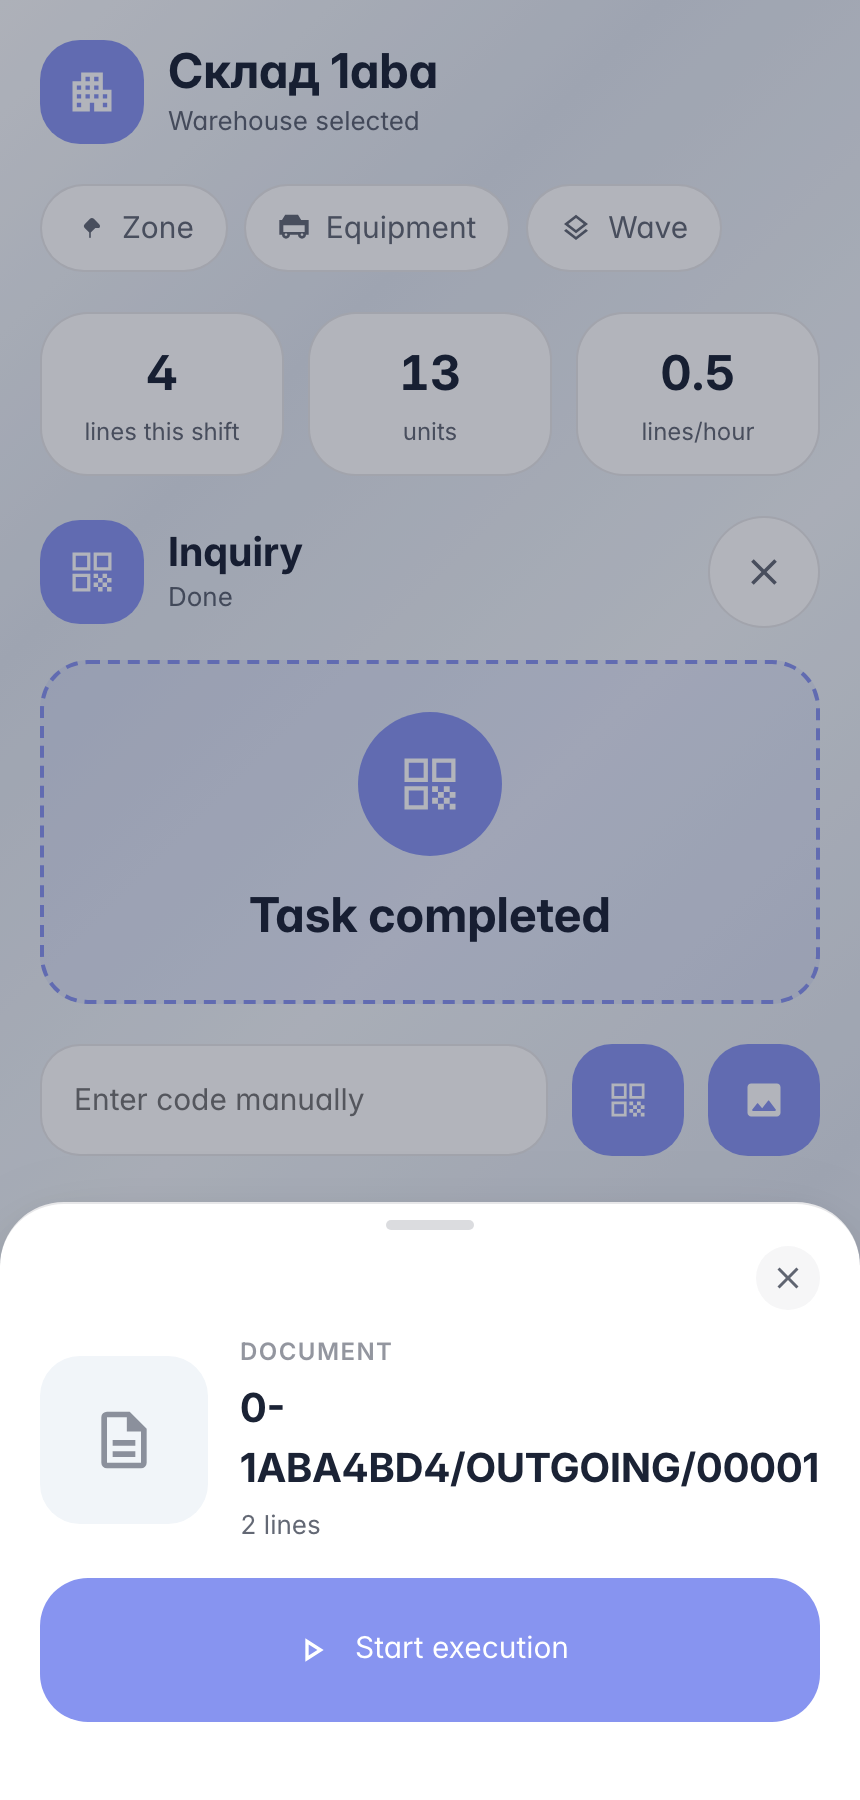 Склад 1aba
Warehouse selected
Zone
Equipment
Wave
4
lines this shift
13
units
0.5
lines/hour
Inquiry
Done
Task completed
Enter code manually
DOCUMENT
0-
1ABA4BD4/OUTGOING/00001
2 lines
Start execution